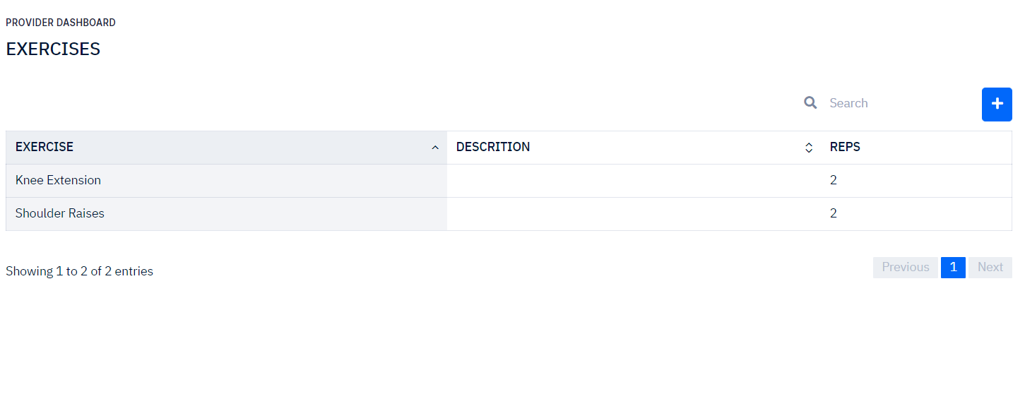 PROVIDER DASHBOARD
EXERCISES
Search
+
EXERCISE DESCRITION REPS
Knee Extension 2
Shoulder Raises 2
Showing 1 to 2 of 2 entries
Previous 1 Next